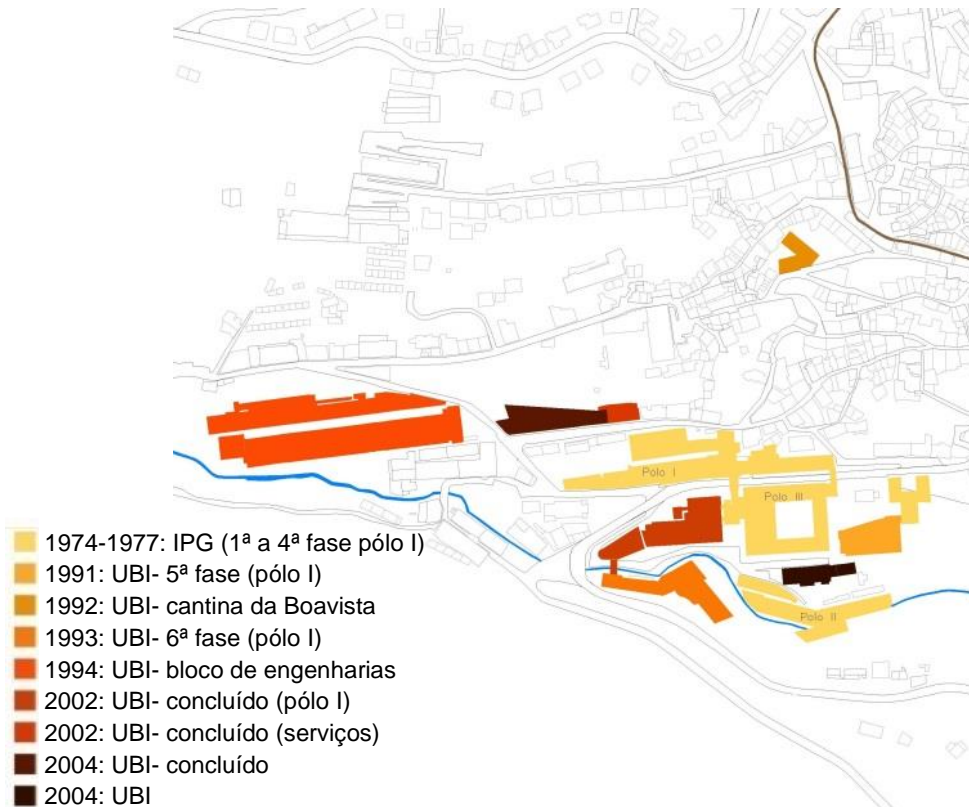 Polo I
Polo III
Polo II
1974-1977: IPG (1ª a 4ª fase pólo I)
1991: UBI- 5ª fase (pólo I)
1992: UBI- cantina da Boavista
1993: UBI- 6ª fase (pólo I)
1994: UBI- bloco de engenharias
2002: UBI- concluído (pólo I)
2002: UBI- concluído (serviços)
2004: UBI- concluído
2004: UBI